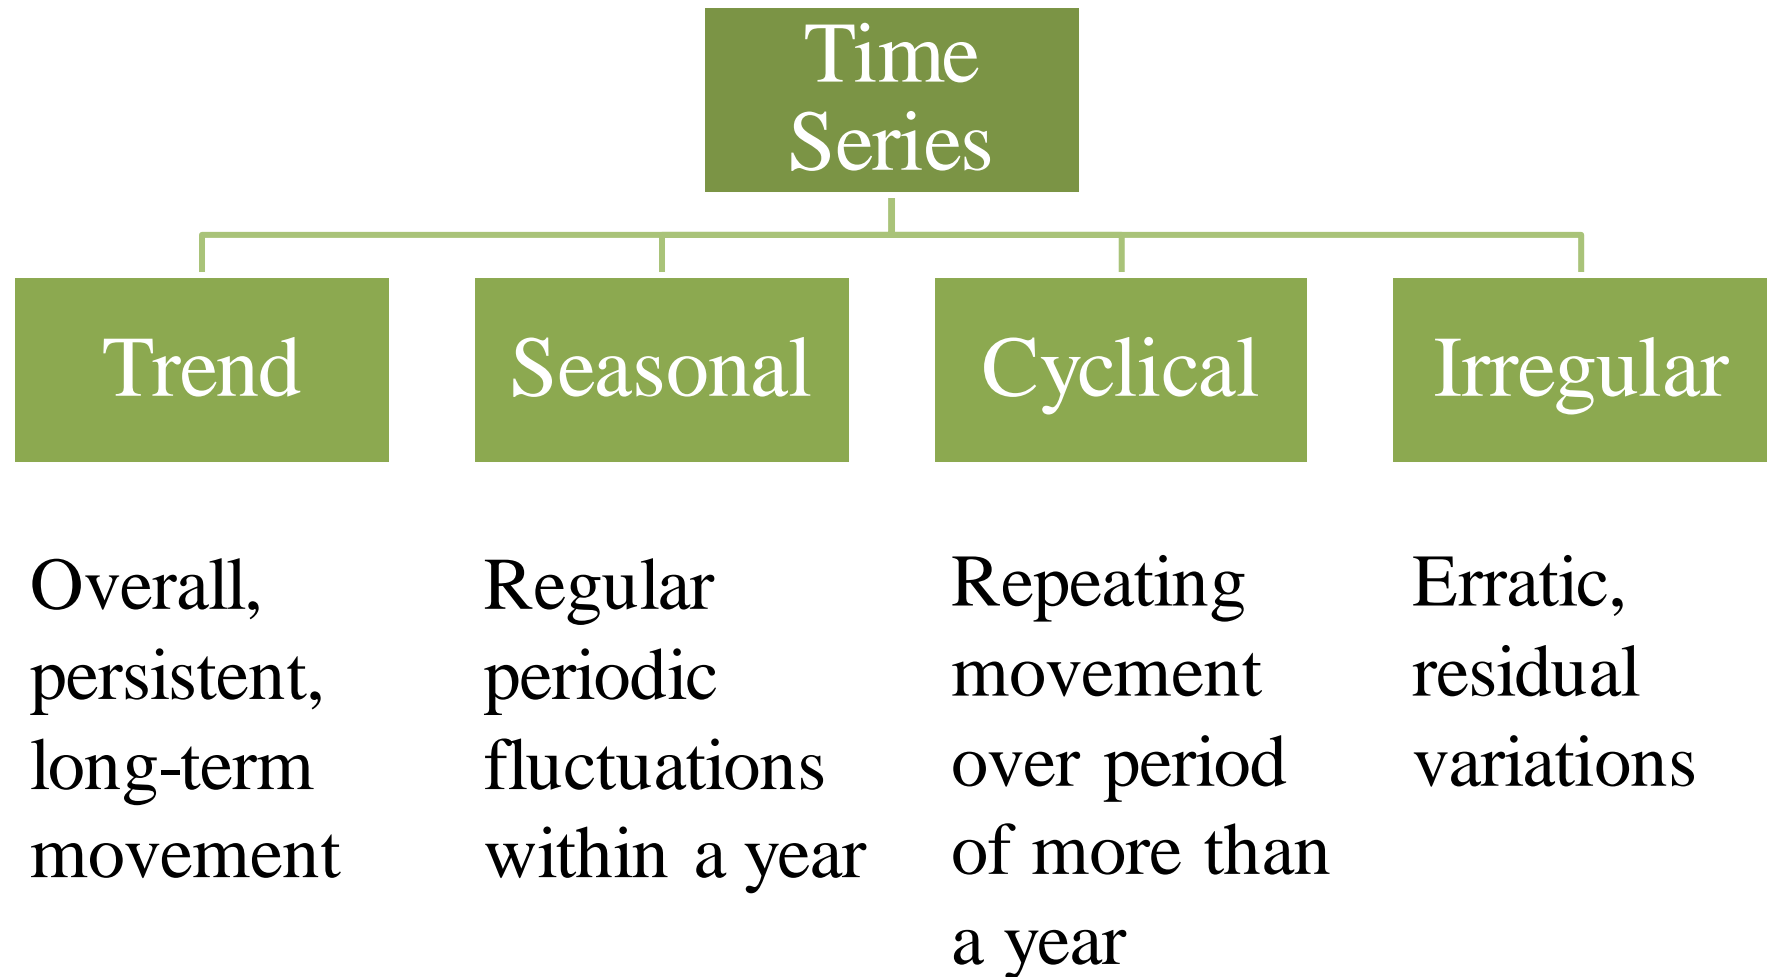 Time
Series
Trend
Seasonal
Cyclical
Irregular
Overall,
persistent,
long-term
movement
Regular
periodic
fluctuations
within a year
Repeating
movement
over period
of more than
a year
Erratic,
residual
variations